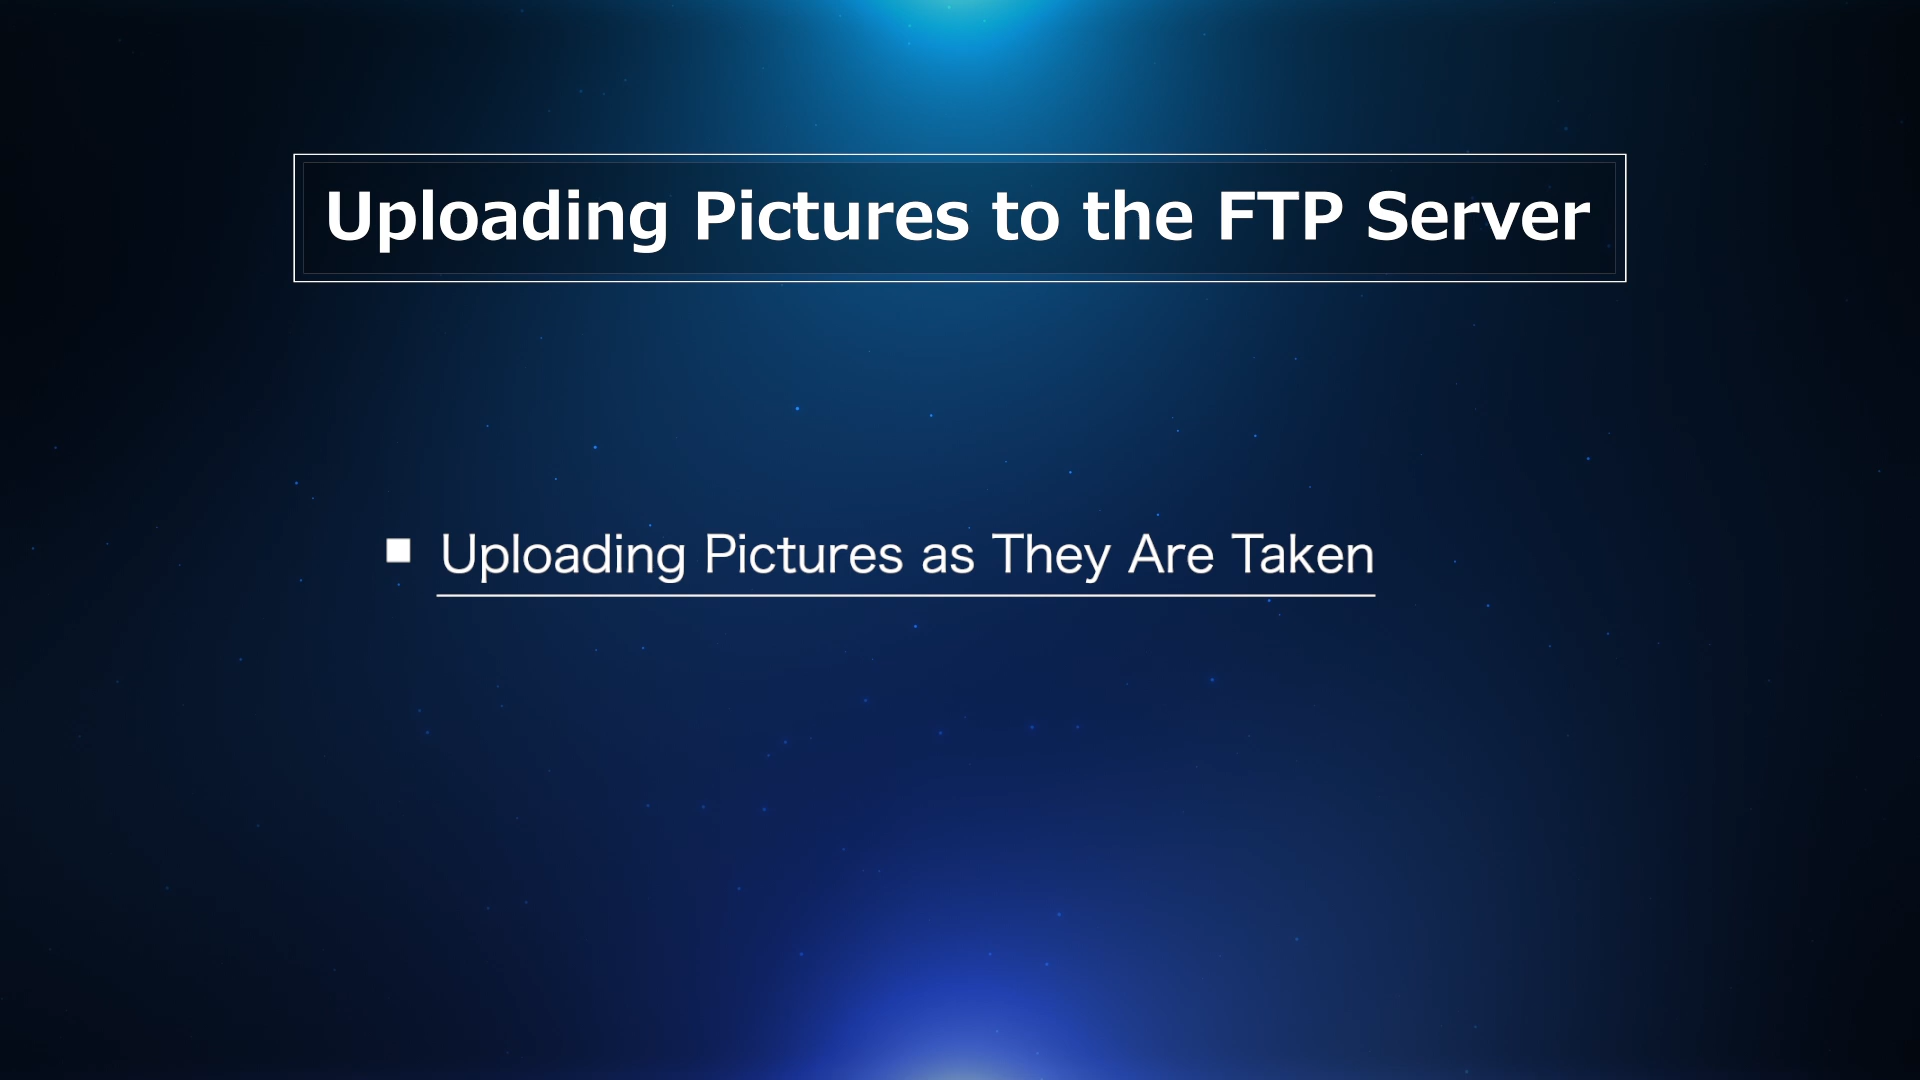 Uploading Pictures to the FTP Server
■ Uploading Pictures as They Are Taken